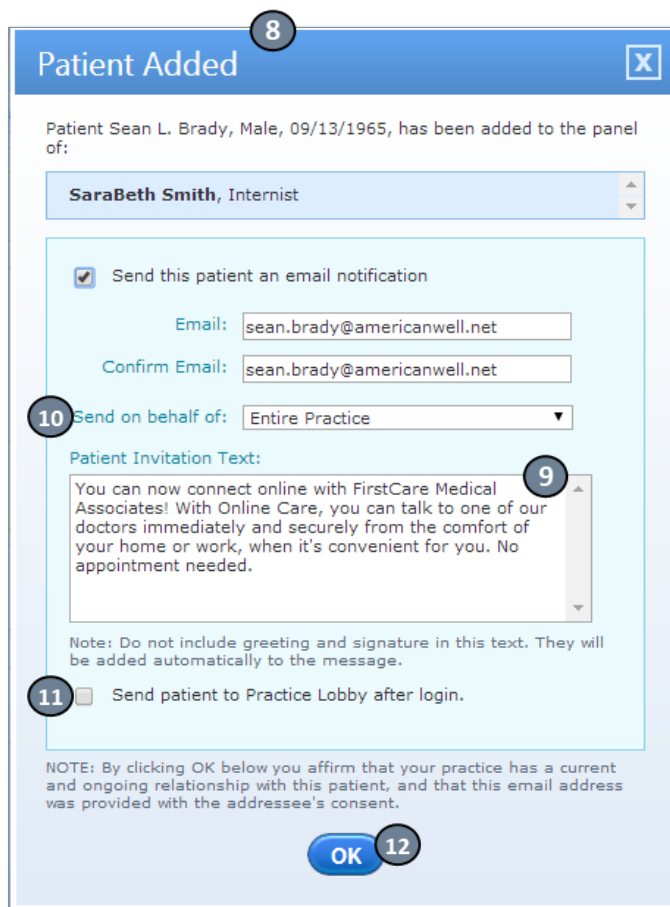 8
Patient Added X
Patient Sean L. Brady, Male, 09/13/1965, has been added to the panel
of:
SaraBeth Smith, Internist
Send this patient an email notification
Email: sean.brady@americanwell.net
Confirm Email: sean.brady@americanwell.net
10 Send on behalf of: Entire Practice
Patient Invitation Text:
9
You can now connect online with FirstCare Medical
Associates! With Online Care, you can talk to one of our
doctors immediately and securely from the comfort of
your home or work, when it's convenient for you. No
appointment needed.
Note: Do not include greeting and signature in this text. They will
be added automatically to the message.
11 Send patient to Practice Lobby after login.
NOTE: By clicking OK below you affirm that your practice has a current
and ongoing relationship with this patient, and that this email address
was provided with the addressee's consent.
OK 12